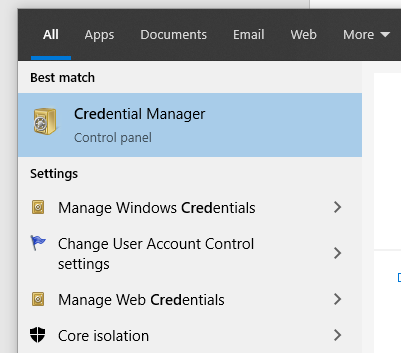 All Apps Documents Email Web More
Best match
Credential Manager
Control panel
Settings
Manage Windows Credentials
Change User Account Control
settings
Manage Web Credentials
Core isolation